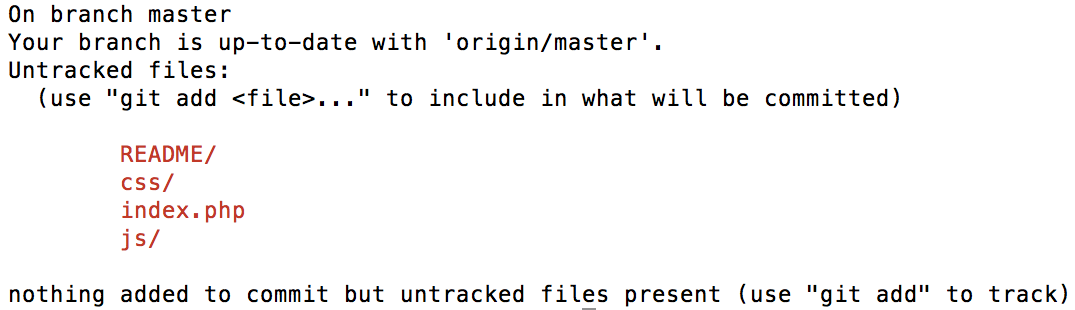 On branch master
Your branch is up-to-date with 'origin/master'.
Untracked files:
  (use "git add <file>..." to include in what will be committed)

        README/
        css/
        index.php
        js/

nothing added to commit but untracked files present (use "git add" to track)